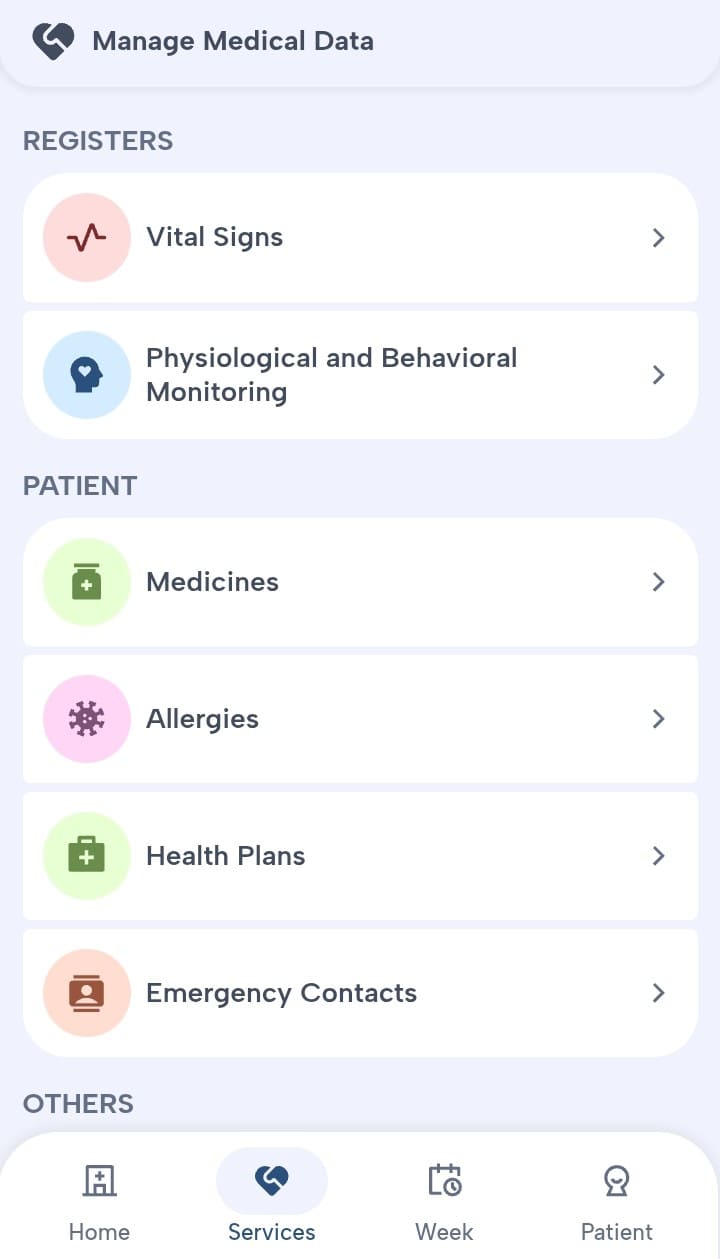 Manage Medical Data
REGISTERS
Vital Signs
Physiological and Behavioral
Monitoring
PATIENT
Medicines
Allergies
Health Plans
Emergency Contacts
OTHERS
Home
Services
Week
Patient